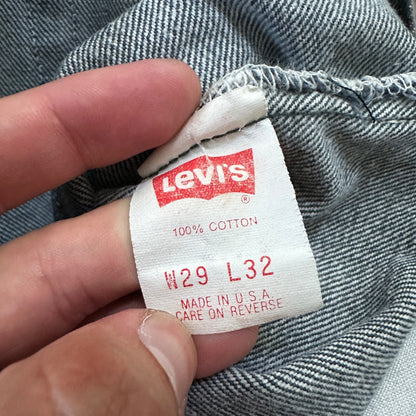 LEVI'S
®
100% COTTON
W29 L32
MADE IN U.S.A.
CARE ON REVERSE